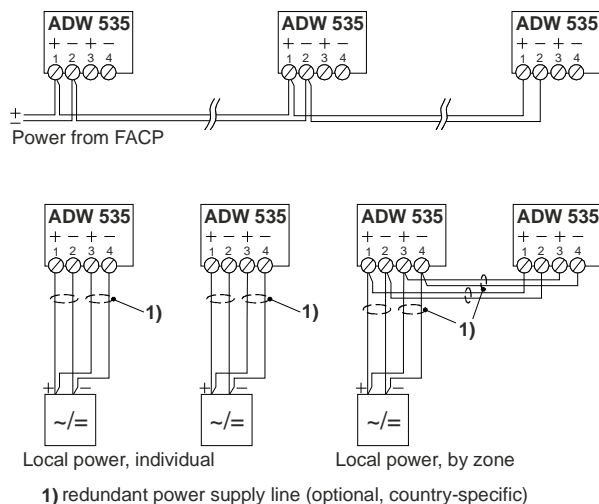 ADW 535 ADW 535 ADW 535
+ − + − + − + − + − + −
1 2 3 4 1 2 3 4 1 2 3 4
+
−
Power from FACP
ADW 535 ADW 535 ADW 535 ADW 535
+ − + − + − + − + − + − + − + −
1 2 3 4 1 2 3 4 1 2 3 4 1 2 3 4
1) 1) 1)
+ − + − + −
~/= ~/= ~/=
Local power, individual Local power, by zone
1) redundant power supply line (optional, country-specific)